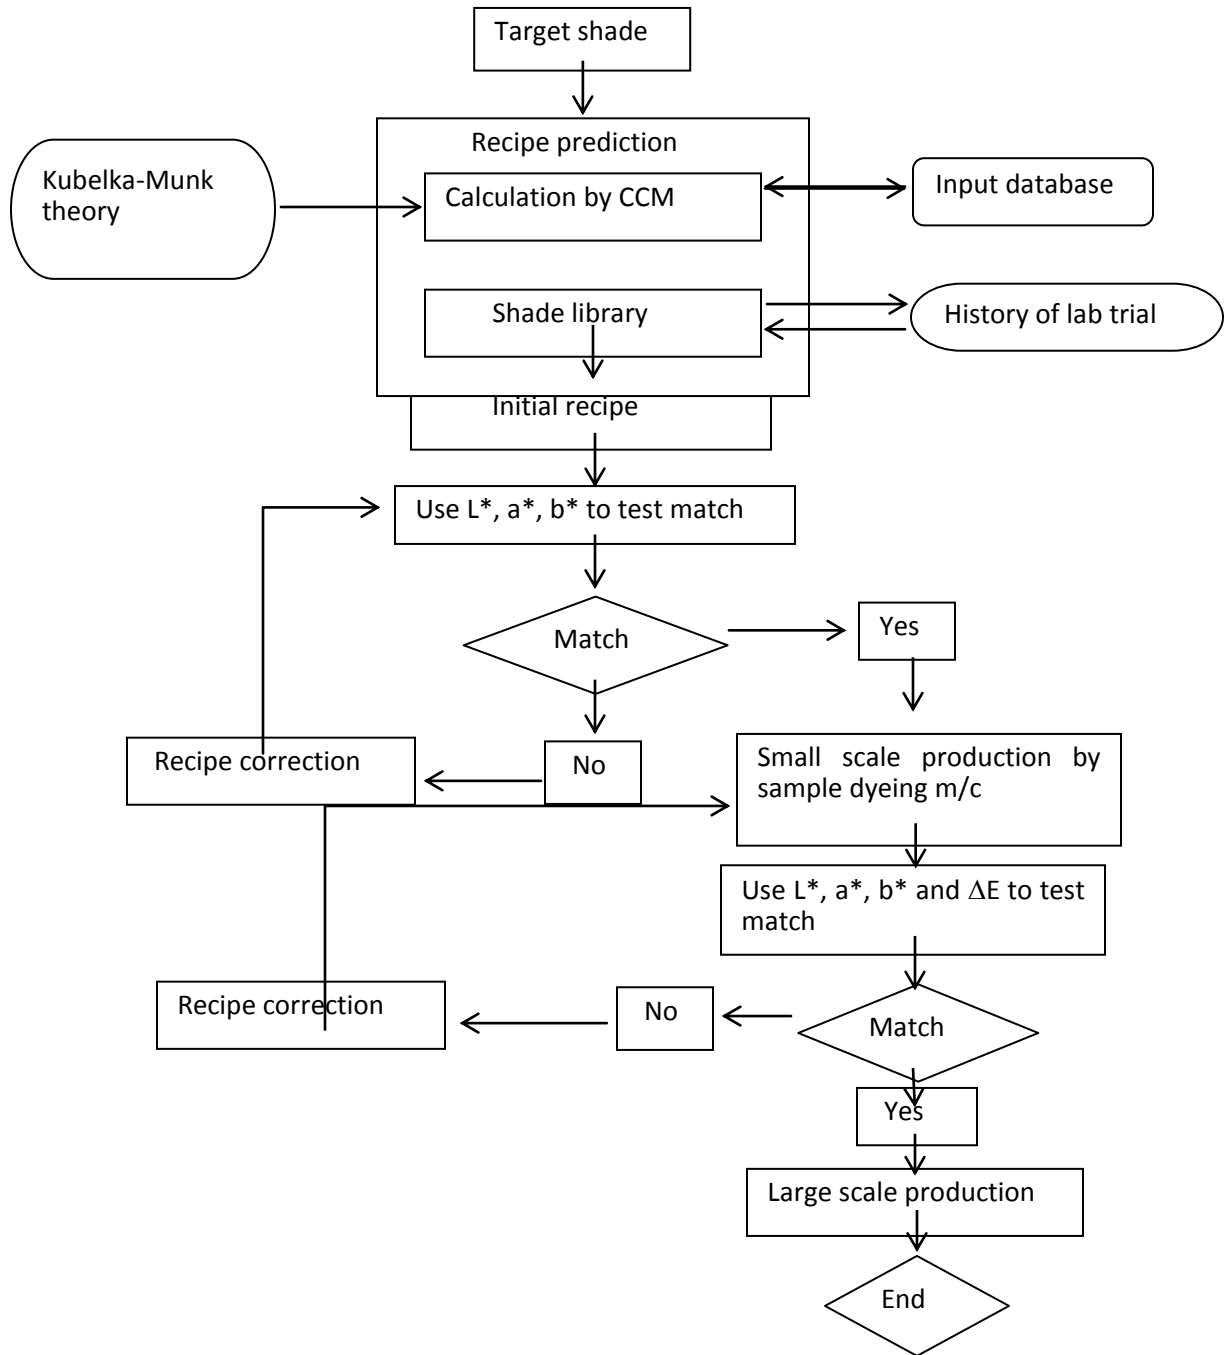 Target shade
Recipe prediction
Kubelka-Munk
theory
Calculation by CCM
Input database
Shade library
History of lab trial
Initial recipe
Use L*, a*, b* to test match
Match
Yes
Recipe correction
No
Small scale production by
sample dyeing m/c
Use L*, a*, b* and ΔE to test
match
Recipe correction
No
Match
Yes
Large scale production
End